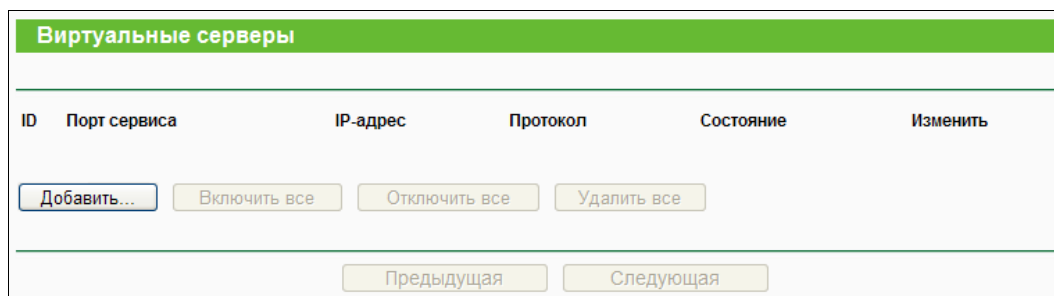 Виртуальные серверы
ID Порт сервиса IP-адрес Протокол Состояние Изменить
Добавить... Включить все Отключить все Удалить все
Предыдущая Следующая